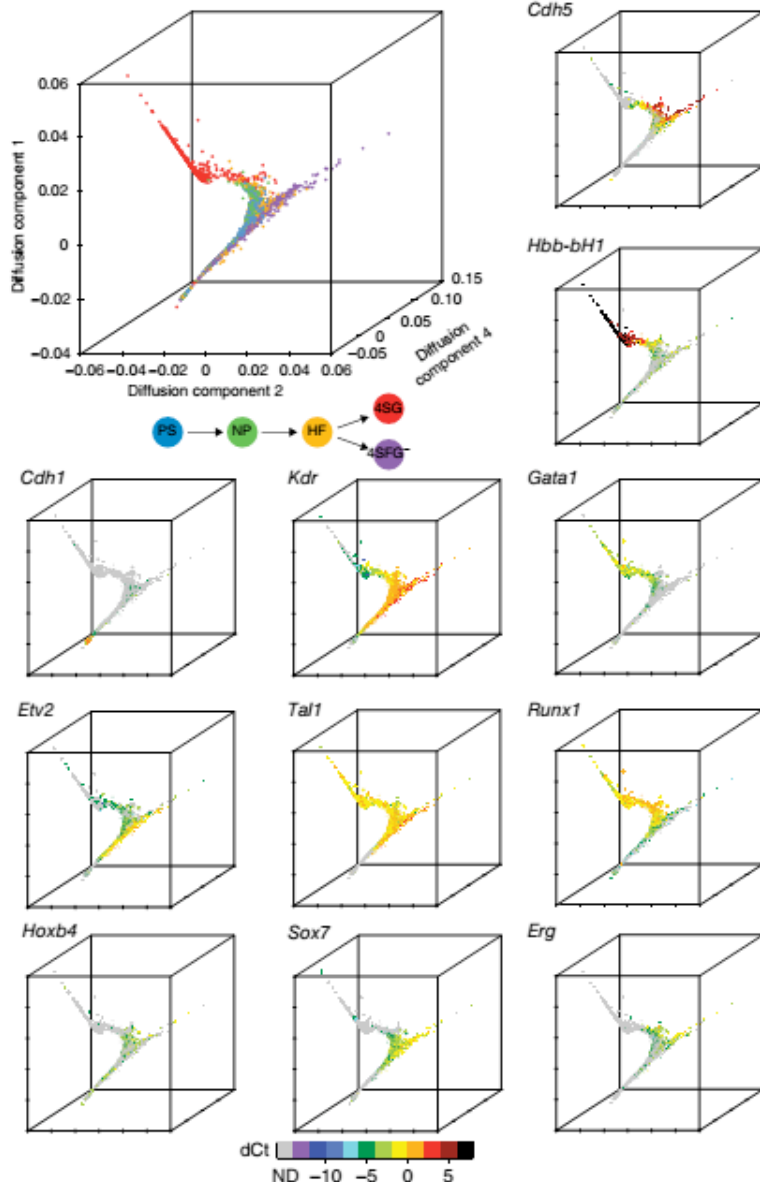 Cdh5
0.06
0.04
0.02
0
−0.02
−0.04
Diffusion component 1
−0.06
−0.04
−0.02
0
0.02
0.04
0.06
Diffusion component 2
−0.05
0
0.05
0.10
0.15
Diffusion
component 4
Hbb-bH1
PS
NP
HF
4SG
4SFG−
Cdh1
Kdr
Gata1
Etv2
Tal1
Runx1
Hoxb4
Sox7
Erg
dCt
ND −10 −5 0 5